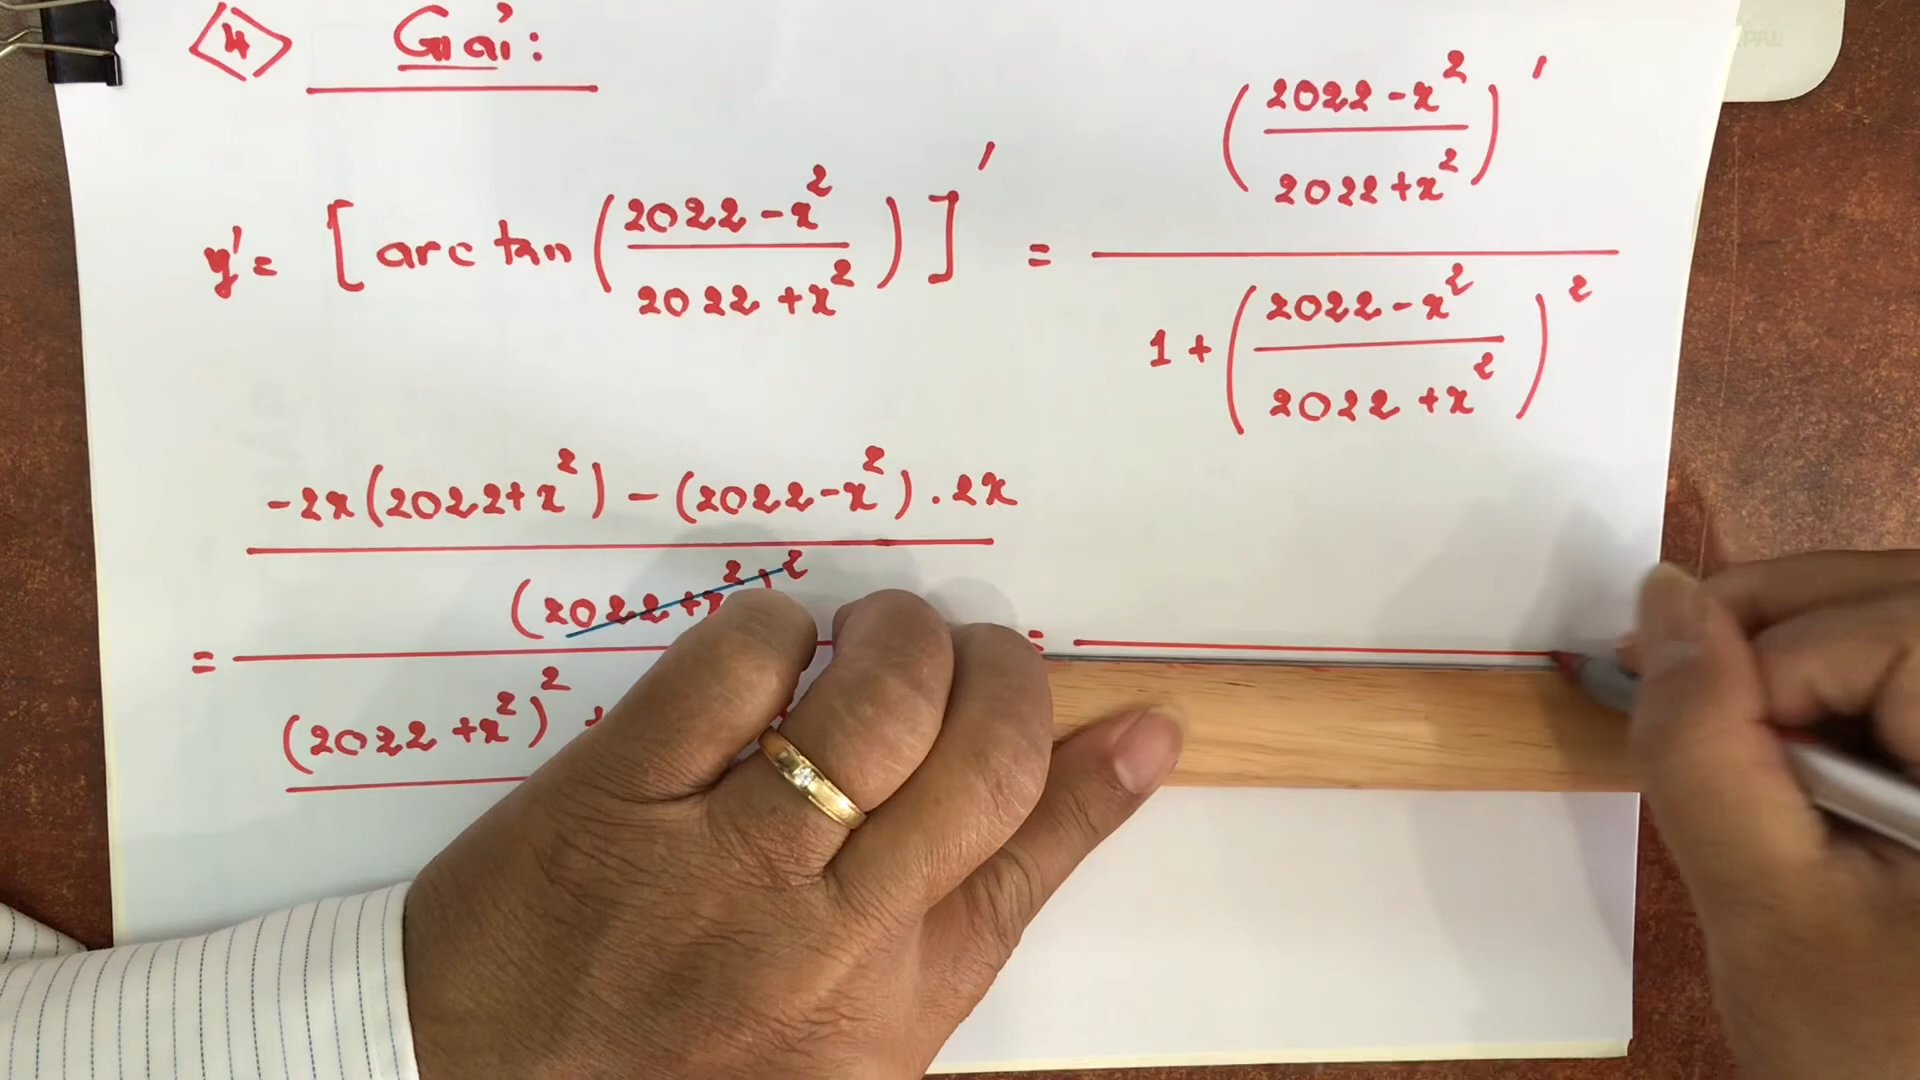 4 Giải:
y' = [arctan((2022-x²)/(2022+x²))]' = ((2022-x²)/(2022+x²))' / (1+((2022-x²)/(2022+x²))²)
-2x(2022+x²) - (2022-x²).2x
(2022+x²)²
= =
(2022+x²)² +